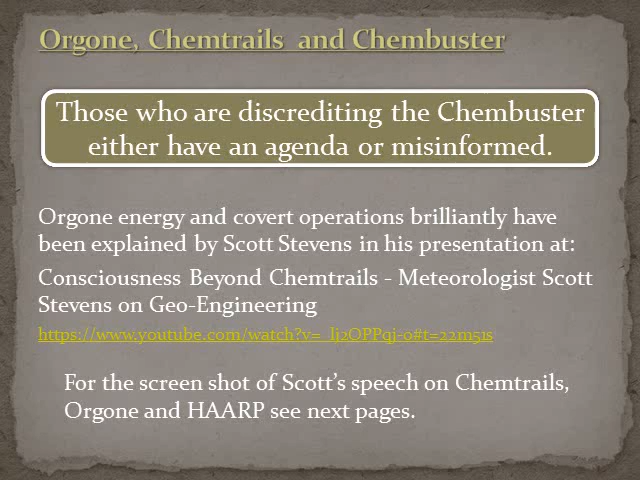 Orgone, Chemtrails and Chembuster
Those who are discrediting the Chembuster
either have an agenda or misinformed.
Orgone energy and covert operations brilliantly have
been explained by Scott Stevens in his presentation at:
Consciousness Beyond Chemtrails - Meteorologist Scott
Stevens on Geo-Engineering
https://www.youtube.com/watch?v=_lj2OPPqj-0#t=22m51s
For the screen shot of Scott's speech on Chemtrails,
Orgone and HAARP see next pages.